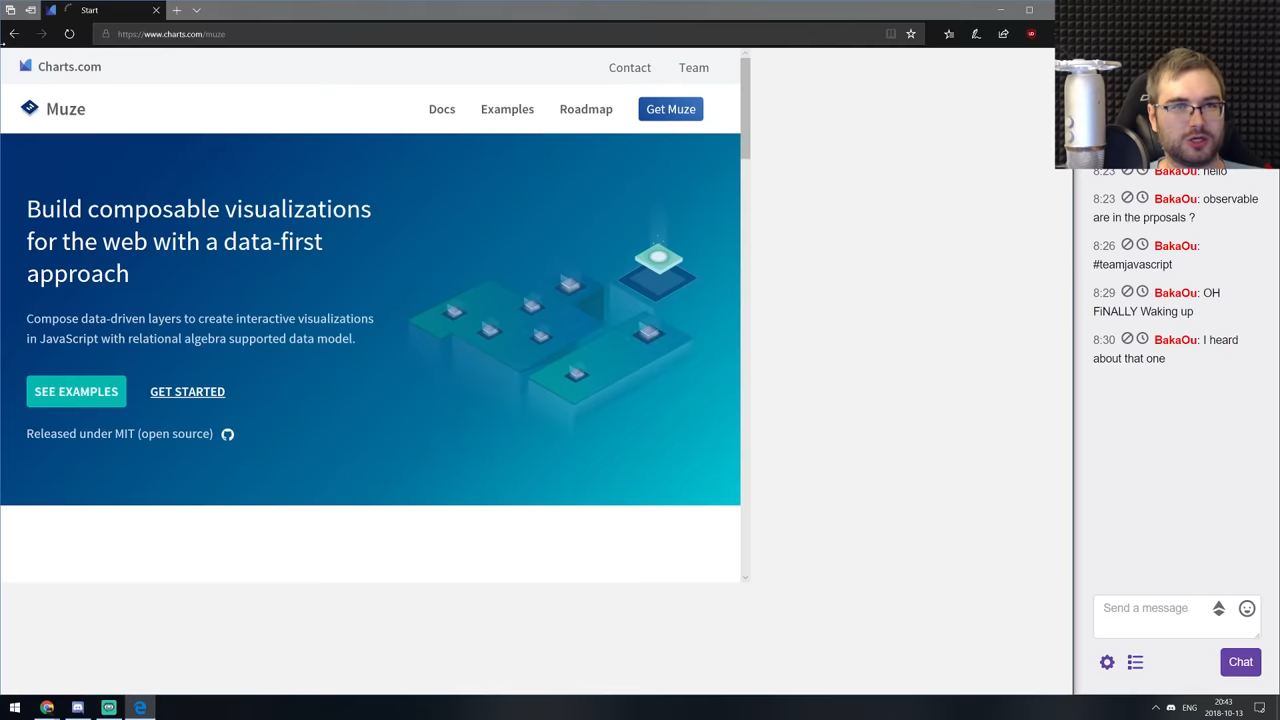 Start
https://www.charts.com/muze
Charts.com
Contact
Team
Muze
Docs
Examples
Roadmap
Get Muze
Build composable visualizations
for the web with a data-first
approach
Compose data-driven layers to create interactive visualizations
in JavaScript with relational algebra supported data model.
SEE EXAMPLES
GET STARTED
Released under MIT (open source)
8:23 BakaOu: hello
8:23 BakaOu: observable
are in the prposals ?
8:26 BakaOu:
#teamjavascript
8:29 BakaOu: OH
FiNALLY Waking up
8:30 BakaOu: I heard
about that one
Send a message
Chat
ENG
20:43
2018-10-13